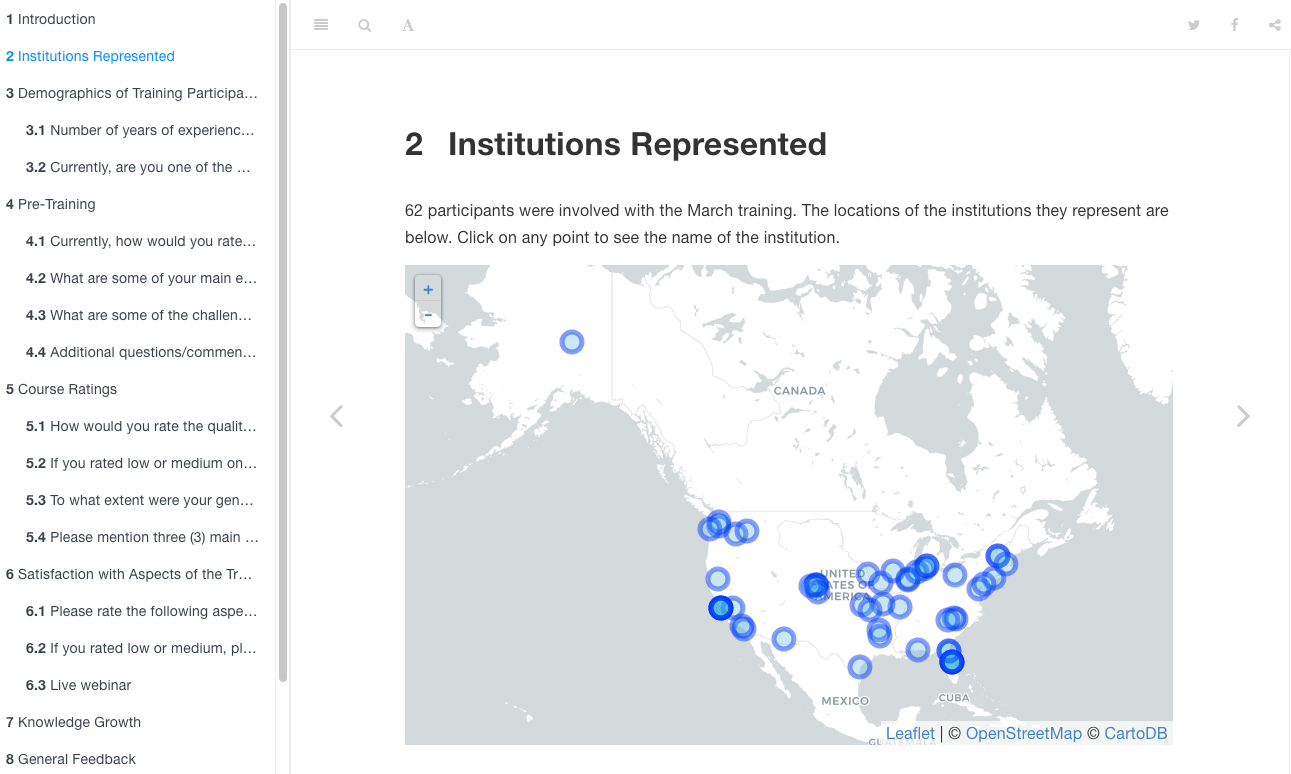 1 Introduction
2 Institutions Represented
3 Demographics of Training Participa…
3.1 Number of years of experienc…
3.2 Currently, are you one of the …
4 Pre-Training
4.1 Currently, how would you rate…
4.2 What are some of your main e…
4.3 What are some of the challen…
4.4 Additional questions/commen…
5 Course Ratings
5.1 How would you rate the qualit…
5.2 If you rated low or medium on…
5.3 To what extent were your gen…
5.4 Please mention three (3) main …
6 Satisfaction with Aspects of the Tr…
6.1 Please rate the following aspe…
6.2 If you rated low or medium, pl…
6.3 Live webinar
7 Knowledge Growth
8 General Feedback
A
2 Institutions Represented
62 participants were involved with the March training. The locations of the institutions they represent are
below. Click on any point to see the name of the institution.
+
-
CANADA
UNITED
STATES OF
AMERICA
MEXICO
CUBA
GUATEMALA
Leaflet | © OpenStreetMap © CartoDB